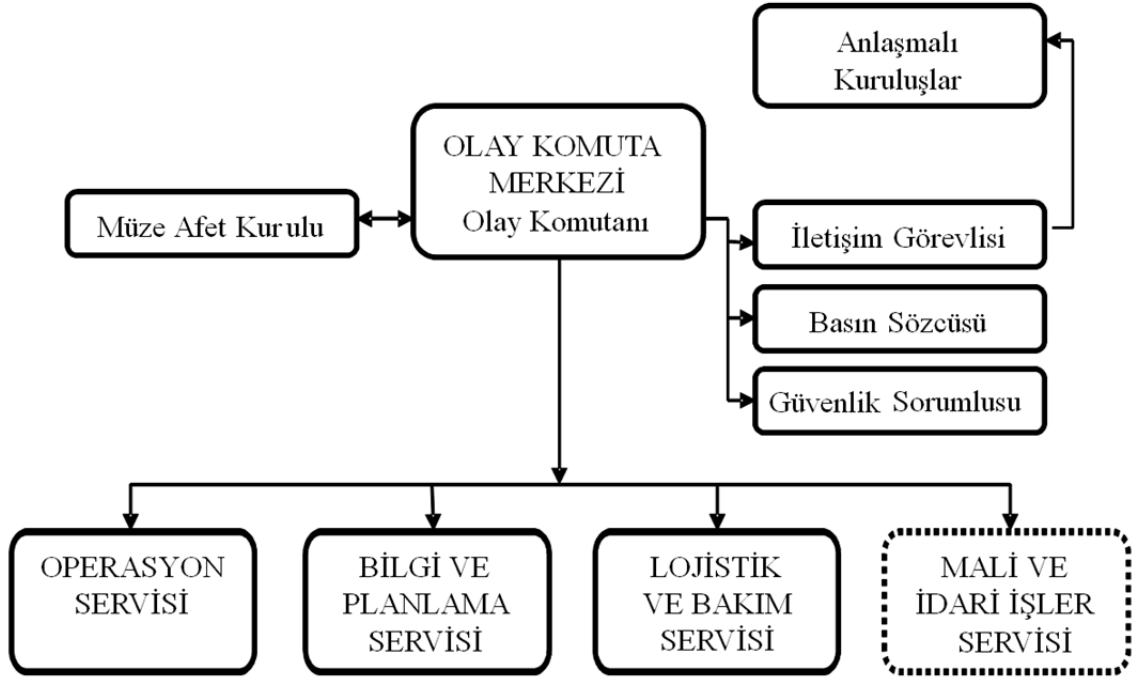 Anlaşmalı
Kuruluşlar
OLAY KOMUTA
MERKEZİ
Olay Komutanı
Müze Afet Kurulu
İletişim Görevlisi
Basın Sözcüsü
Güvenlik Sorumlusu
OPERASYON
SERVİSİ
BİLGİ VE
PLANLAMA
SERVİSİ
LOJİSTİK
VE BAKIM
SERVİSİ
MALİ VE
İDARİ İŞLER
SERVİSİ